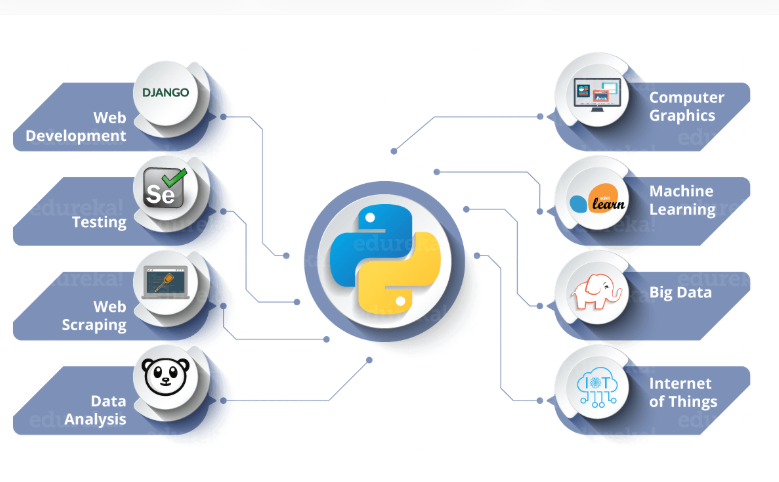 DJANGO
Web
Development
Se
Testing
Web
Scraping
Data
Analysis
edureka!
Computer
Graphics
learn
Machine
Learning
Big Data
IOT
Internet
of Things